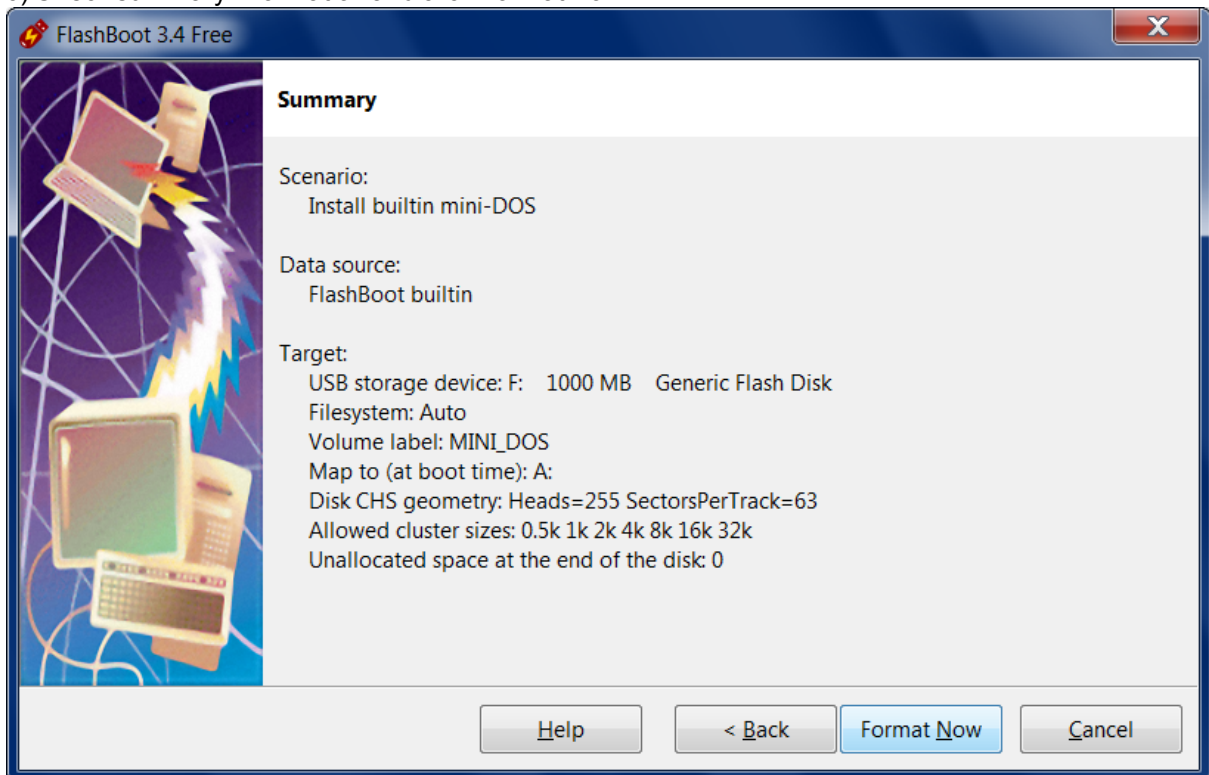 FlashBoot 3.4 Free
Summary
Scenario:
Install builtin mini-DOS
Data source:
FlashBoot builtin
Target:
USB storage device: F: 1000 MB Generic Flash Disk
Filesystem: Auto
Volume label: MINI_DOS
Map to (at boot time): A:
Disk CHS geometry: Heads=255 SectorsPerTrack=63
Allowed cluster sizes: 0.5k 1k 2k 4k 8k 16k 32k
Unallocated space at the end of the disk: 0
Help < Back Format Now Cancel